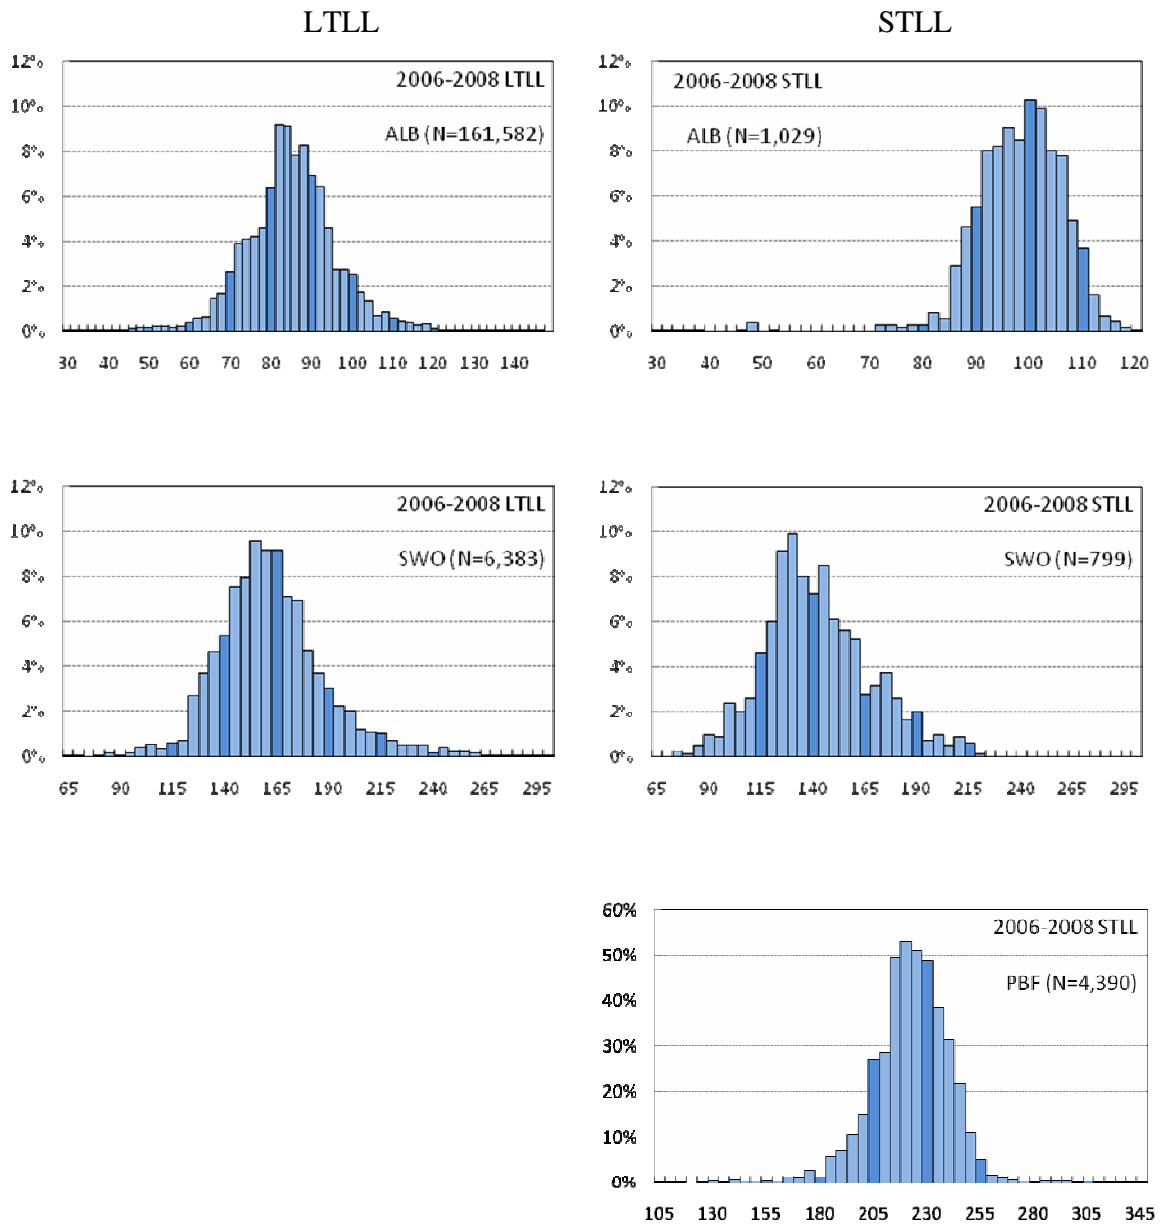 LTLL STLL
12%
10%
8%
6%
4%
2%
0%
2006-2008 LTLL
ALB (N=161,582)
30 40 50 60 70 80 90 100 110 120 130 140
12%
10%
8%
6%
4%
2%
0%
2006-2008 STLL
ALB (N=1,029)
30 40 50 60 70 80 90 100 110 120
12%
10%
8%
6%
4%
2%
0%
2006-2008 LTLL
SWO (N=6,383)
65 90 115 140 165 190 215 240 265 295
12%
10%
8%
6%
4%
2%
0%
2006-2008 STLL
SWO (N=799)
65 90 115 140 165 190 215 240 265 295
60%
50%
40%
30%
20%
10%
0%
2006-2008 STLL
PBF (N=4,390)
105 130 155 180 205 230 255 280 305 345